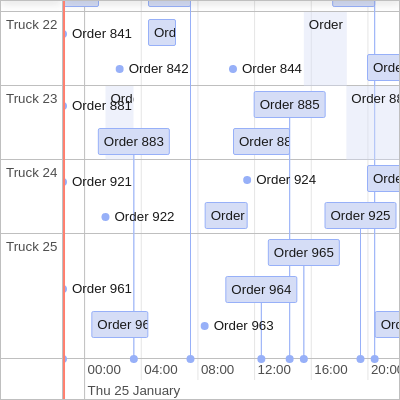 Truck 22
Order 841
Ord
Order
Order 842
Order 844
Orde
Truck 23
Order 881
Ord
Order 885
Order 88
Order 883
Order 88
Truck 24
Order 921
Order 924
Orde
Order 922
Order
Order 925
Truck 25
Order 965
Order 961
Order 964
Order 96
Order 963
Ord
00:00 04:00 08:00 12:00 16:00 20:00
Thu 25 January